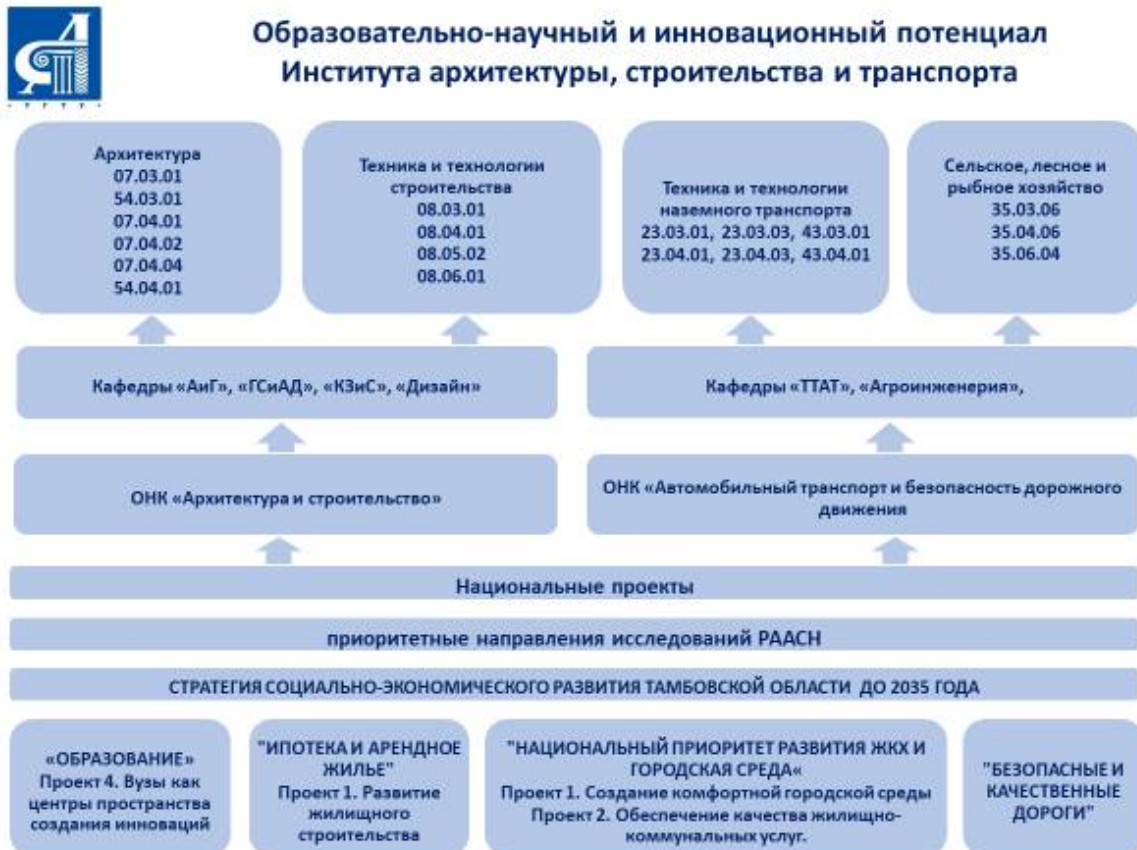 Образовательно-научный и инновационный потенциал
Института архитектуры, строительства и транспорта
Архитектура
07.03.01
54.03.01
07.04.01
07.04.02
07.04.04
54.04.01
Техника и технологии
строительства
08.03.01
08.04.01
08.05.02
08.06.01
Техника и технологии
наземного транспорта
23.03.01, 23.03.03, 43.03.01
23.04.01, 23.04.03, 43.04.01
Сельское, лесное и
рыбное хозяйство
35.03.06
35.04.06
35.06.04
Кафедры «АиГ», «ГСиАД», «КЗиС», «Дизайн»
Кафедры «ТТАТ», «Агроинженерия»,
ОНК «Архитектура и строительство»
ОНК «Автомобильный транспорт и безопасность дорожного
движения
Национальные проекты
приоритетные направления исследований РААСН
СТРАТЕГИЯ СОЦИАЛЬНО-ЭКОНОМИЧЕСКОГО РАЗВИТИЯ ТАМБОВСКОЙ ОБЛАСТИ ДО 2035 ГОДА
«ОБРАЗОВАНИЕ»
Проект 4. Вузы как
центры пространства
создания инноваций
"ИПОТЕКА И АРЕНДНОЕ
ЖИЛЬЕ"
Проект 1. Развитие
жилищного
строительства
"НАЦИОНАЛЬНЫЙ ПРИОРИТЕТ РАЗВИТИЯ ЖКХ И
ГОРОДСКАЯ СРЕДА«
Проект 1. Создание комфортной городской среды
Проект 2. Обеспечение качества жилищно-
коммунальных услуг.
"БЕЗОПАСНЫЕ И
КАЧЕСТВЕННЫЕ
ДОРОГИ"